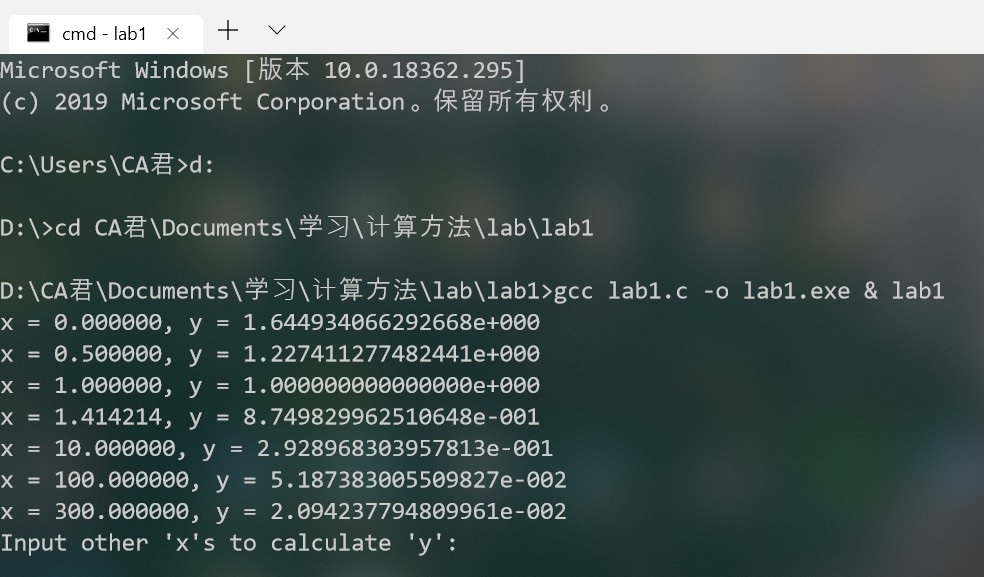 cmd - lab1
Microsoft Windows [版本 10.0.18362.295]
(c) 2019 Microsoft Corporation。保留所有权利。
C:\Users\CA君>d:
D:\>cd CA君\Documents\学习\计算方法\lab\lab1
D:\CA君\Documents\学习\计算方法\lab\lab1>gcc lab1.c -o lab1.exe & lab1
x = 0.000000, y = 1.644934066292668e+000
x = 0.500000, y = 1.227411277482441e+000
x = 1.000000, y = 1.000000000000000e+000
x = 1.414214, y = 8.749829962510648e-001
x = 10.000000, y = 2.928968303957813e-001
x = 100.000000, y = 5.187383005509827e-002
x = 300.000000, y = 2.094237794809961e-002
Input other 'x's to calculate 'y':